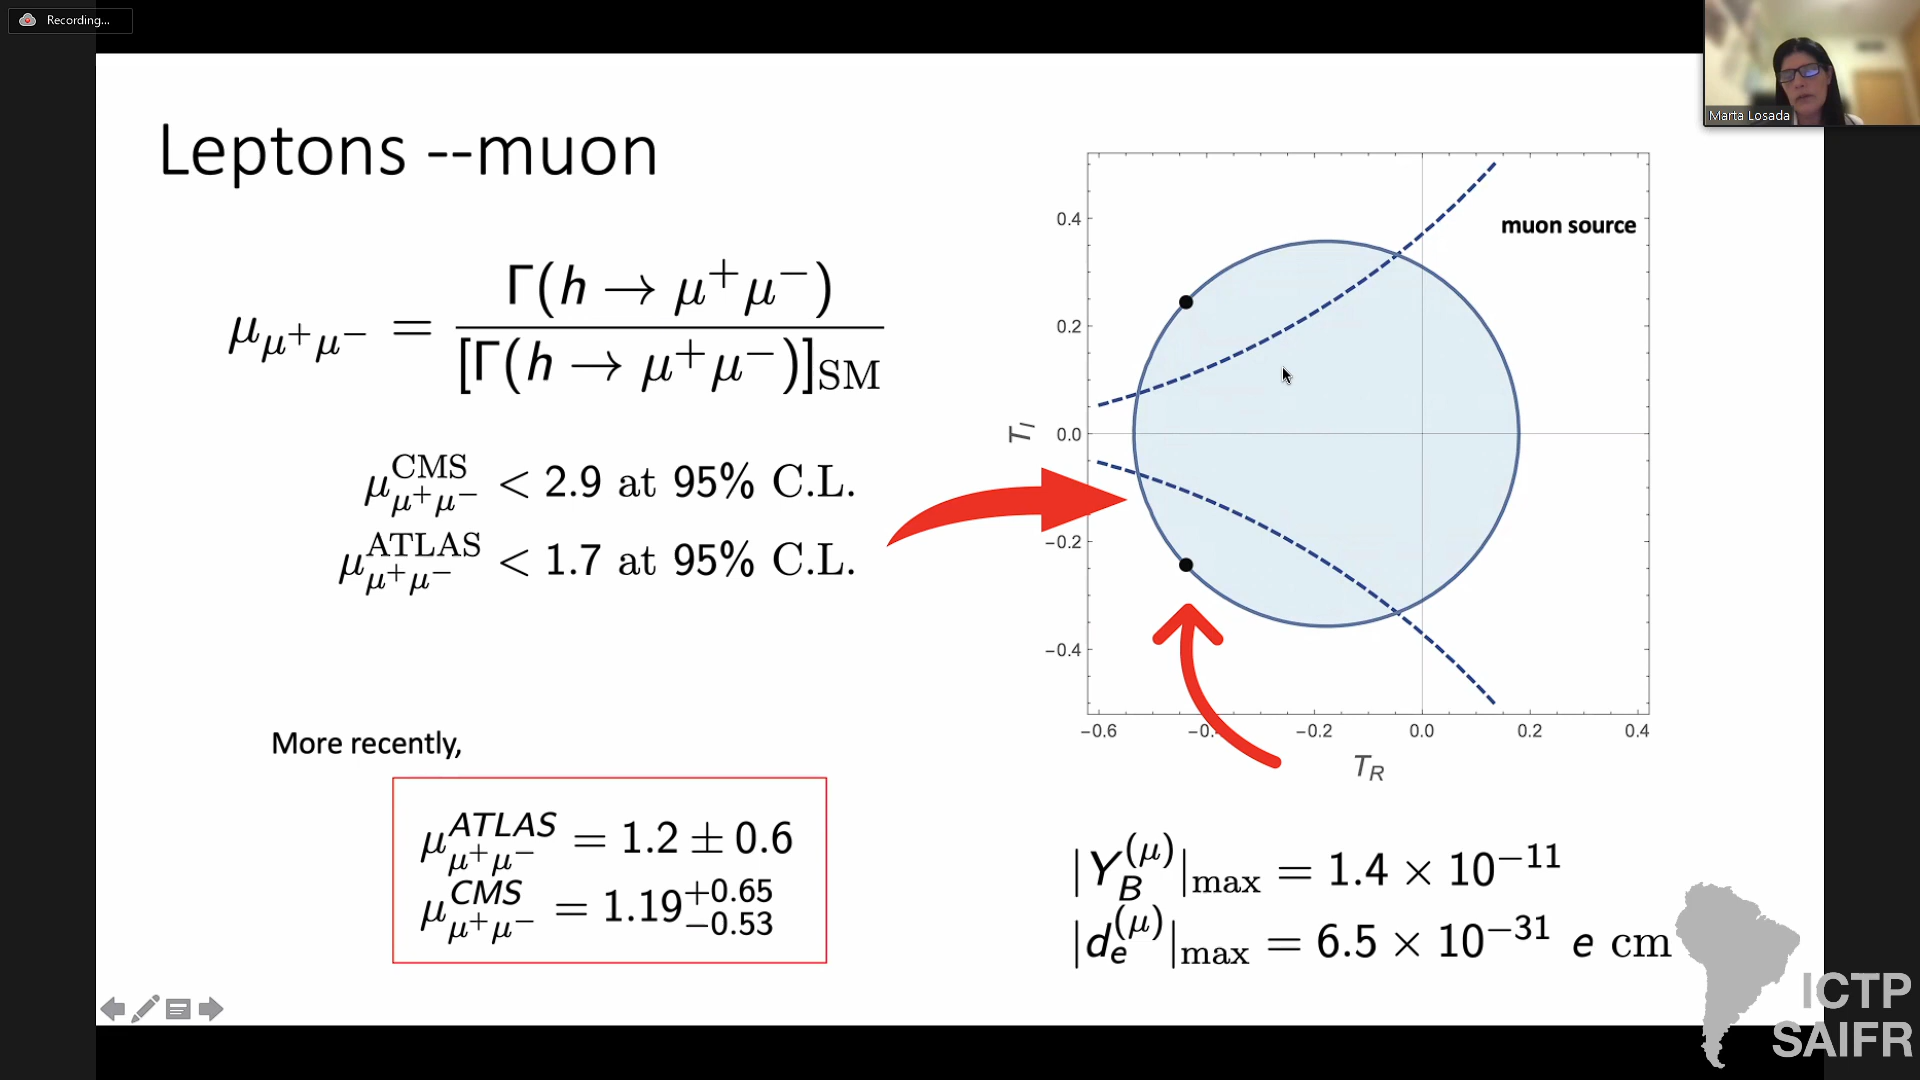 Recording...
Marta Losada
Leptons --muon
μ_{μ⁺μ⁻} = Γ(h → μ⁺μ⁻) / [Γ(h → μ⁺μ⁻)]_SM
μ^{CMS}_{μ⁺μ⁻} < 2.9 at 95% C.L.
μ^{ATLAS}_{μ⁺μ⁻} < 1.7 at 95% C.L.
More recently,
μ^{ATLAS}_{μ⁺μ⁻} = 1.2 ± 0.6
μ^{CMS}_{μ⁺μ⁻} = 1.19^{+0.65}_{−0.53}
muon source
0.4
0.2
0.0
−0.2
−0.4
T_I
−0.6 −0. −0.2 0.0 0.2 0.4
T_R
|Y_B^{(μ)}|_max = 1.4 × 10^{−11}
|d_e^{(μ)}|_max = 6.5 × 10^{−31} e cm
ICTP
SAIFR